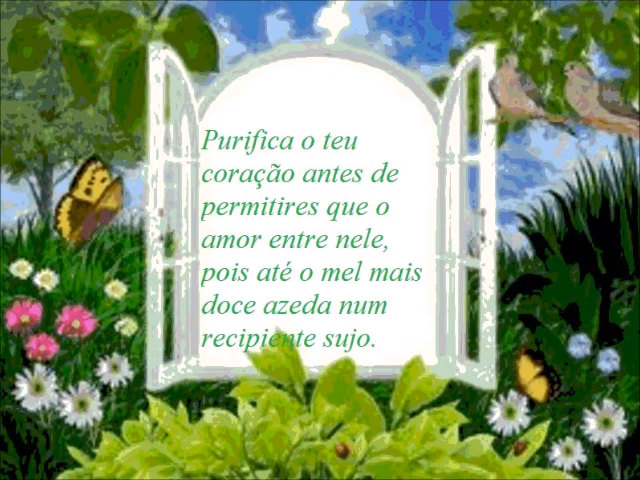 Purifica o teu
coração antes de
permitires que o
amor entre nele,
pois até o mel mais
doce azeda num
recipiente sujo.